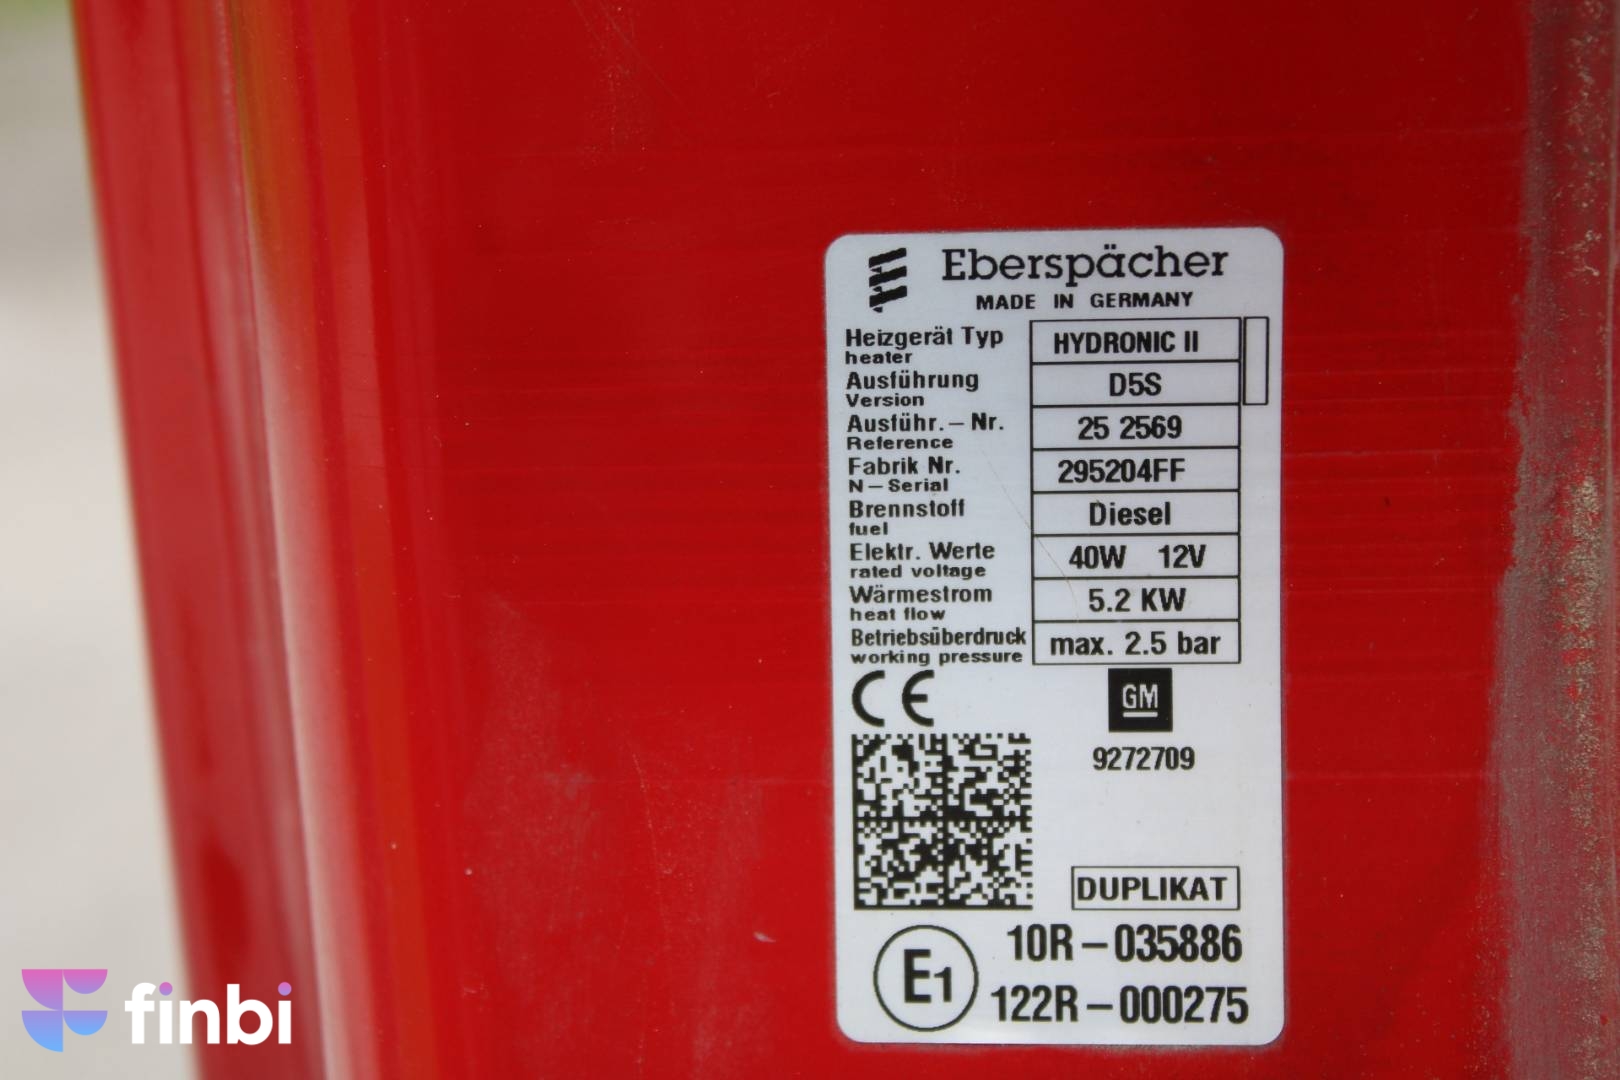 Eberspächer
MADE IN GERMANY
Heizgerät Typ HYDRONIC II
heater
Ausführung D5S
Version
Ausführ.-Nr. 25 2569
Reference
Fabrik Nr. 295204FF
N-Serial
Brennstoff Diesel
fuel
Elektr. Werte 40W 12V
rated voltage
Wärmestrom 5.2 KW
heat flow
Betriebsüberdruck max. 2.5 bar
working pressure
CE GM
9272709
DUPLIKAT
E1 10R-035886
122R-000275
finbi